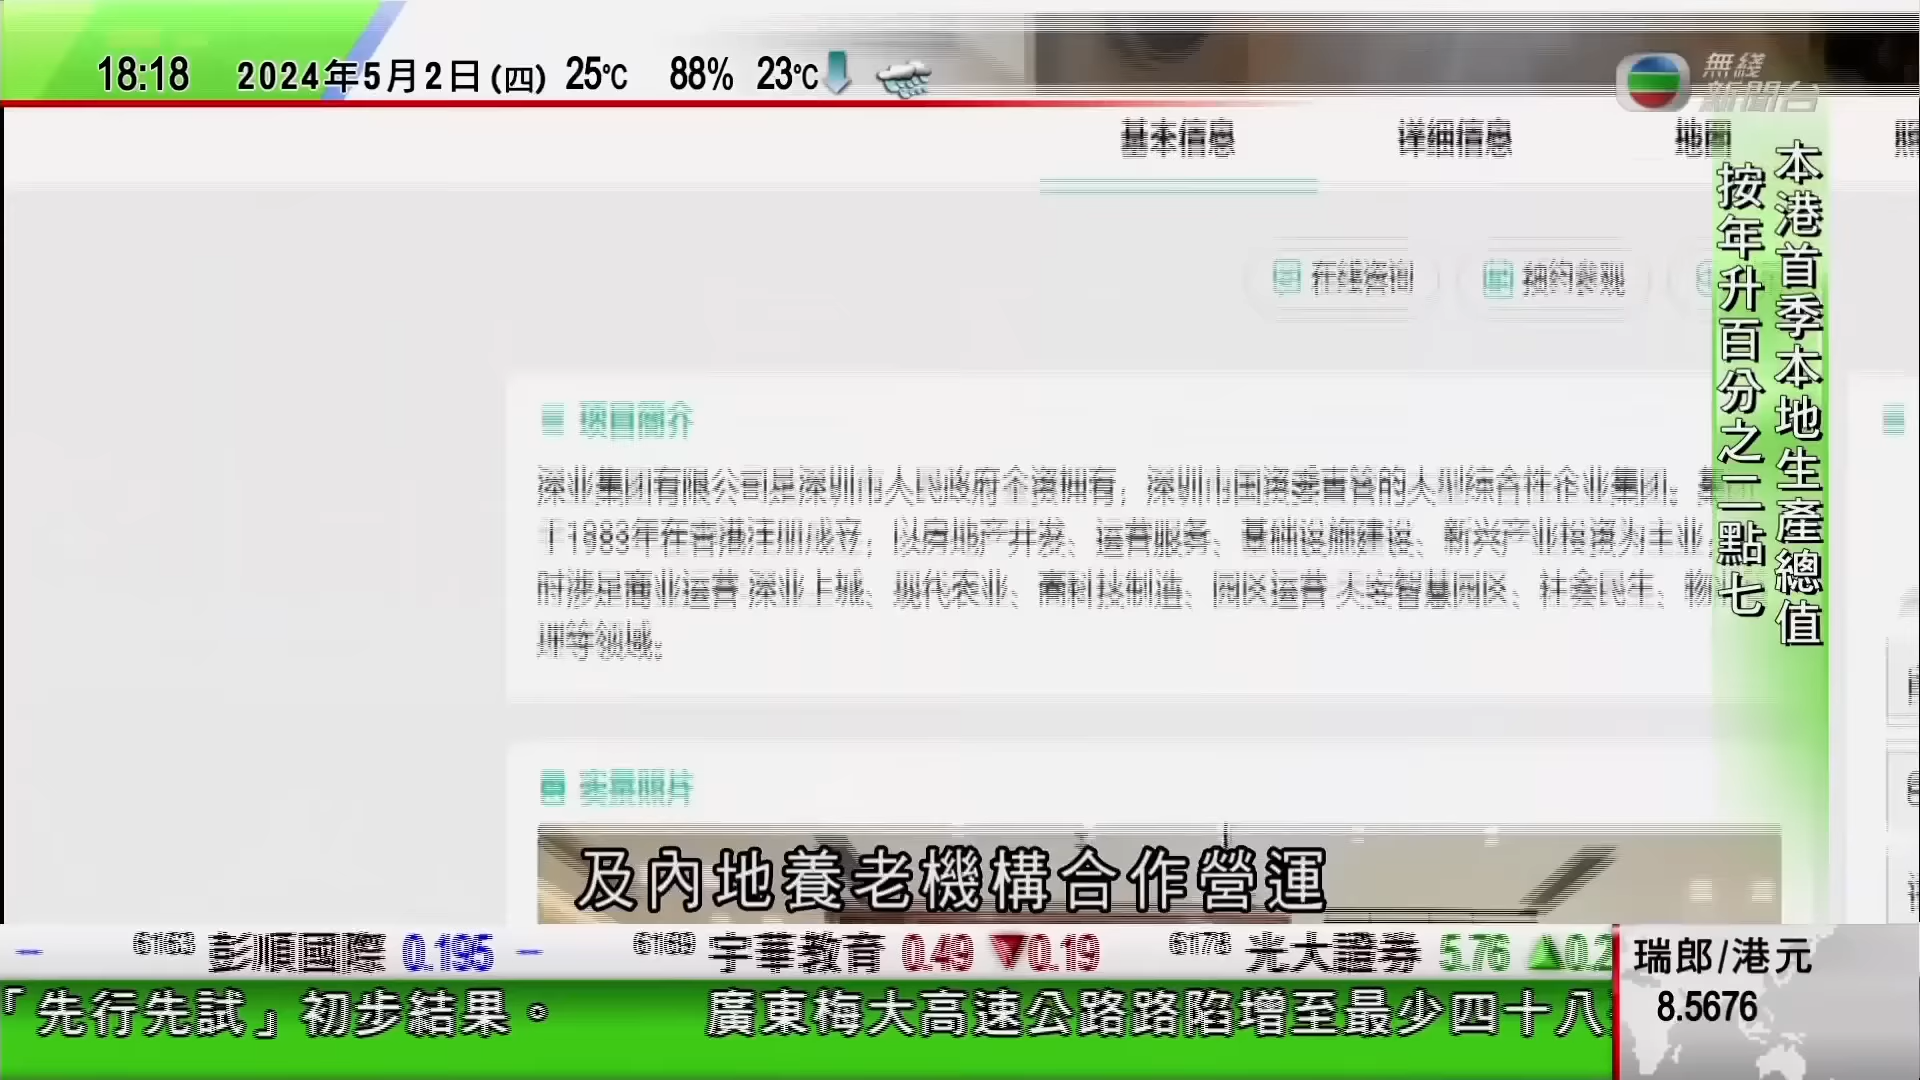 18:18 2024年5月2日(四) 25℃ 88% 23℃
無綫
新聞台
基本信息 详细信息 地图
本港首季本地生產總值
按年升百分之二點七
在线咨询 预约参观
项目简介
深业集团有限公司是深圳市人民政府全资拥有，深圳市国资委直管的大型综合性企业集团。集团
于1983年在香港注册成立，以房地产开发、运营服务、基础设施建设、新兴产业投资为主业，
时涉足商业运营 深业上城、现代农业、高科技制造、园区运营 天安智慧园区、社会民生、物
理等领域。
实景照片
及內地養老機構合作營運
6163 彭順國際 0.195 – 6169 宇華教育 0.49 ▼0.19 6178 光大證券 5.76 ▲0.2
「先行先試」初步結果。 廣東梅大高速公路路陷增至最少四十八
瑞郎/港元
8.5676